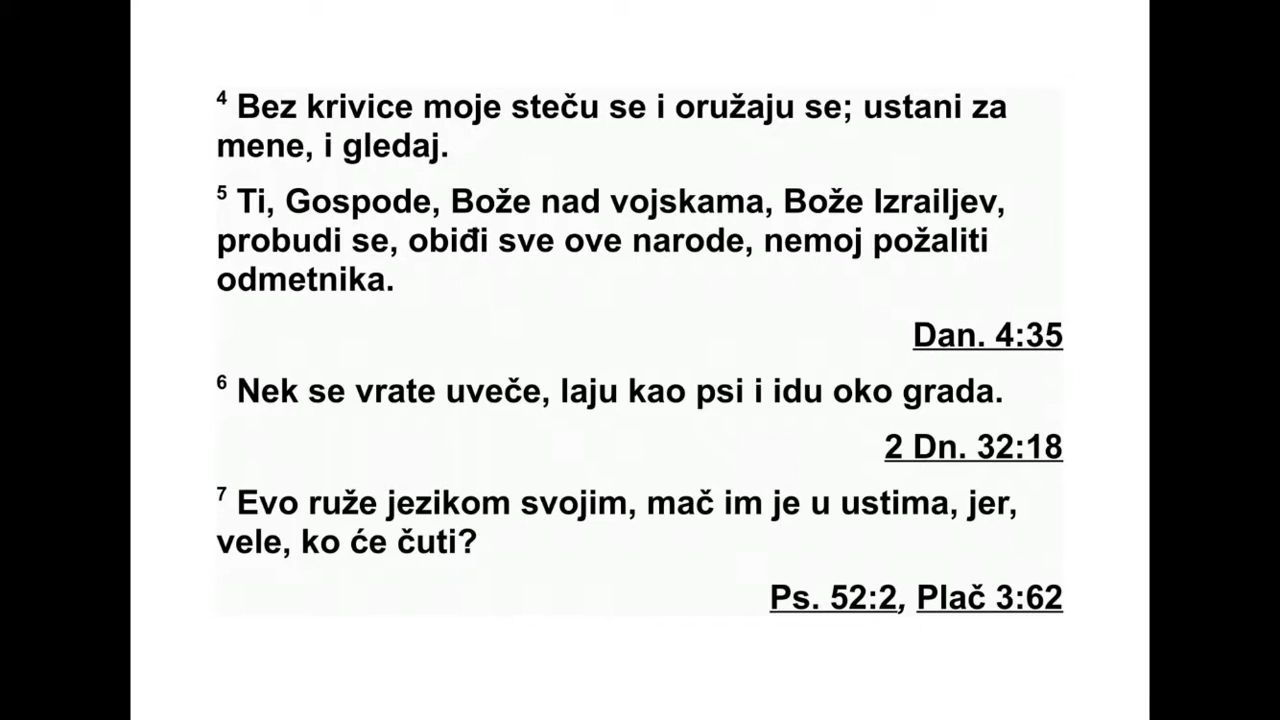 4 Bez krivice moje steču se i oružaju se; ustani za
mene, i gledaj.
5 Ti, Gospode, Bože nad vojskama, Bože Izrailjev,
probudi se, obiđi sve ove narode, nemoj požaliti
odmetnika.
Dan. 4:35
6 Nek se vrate uveče, laju kao psi i idu oko grada.
2 Dn. 32:18
7 Evo ruže jezikom svojim, mač im je u ustima, jer,
vele, ko će čuti?
Ps. 52:2, Plač 3:62